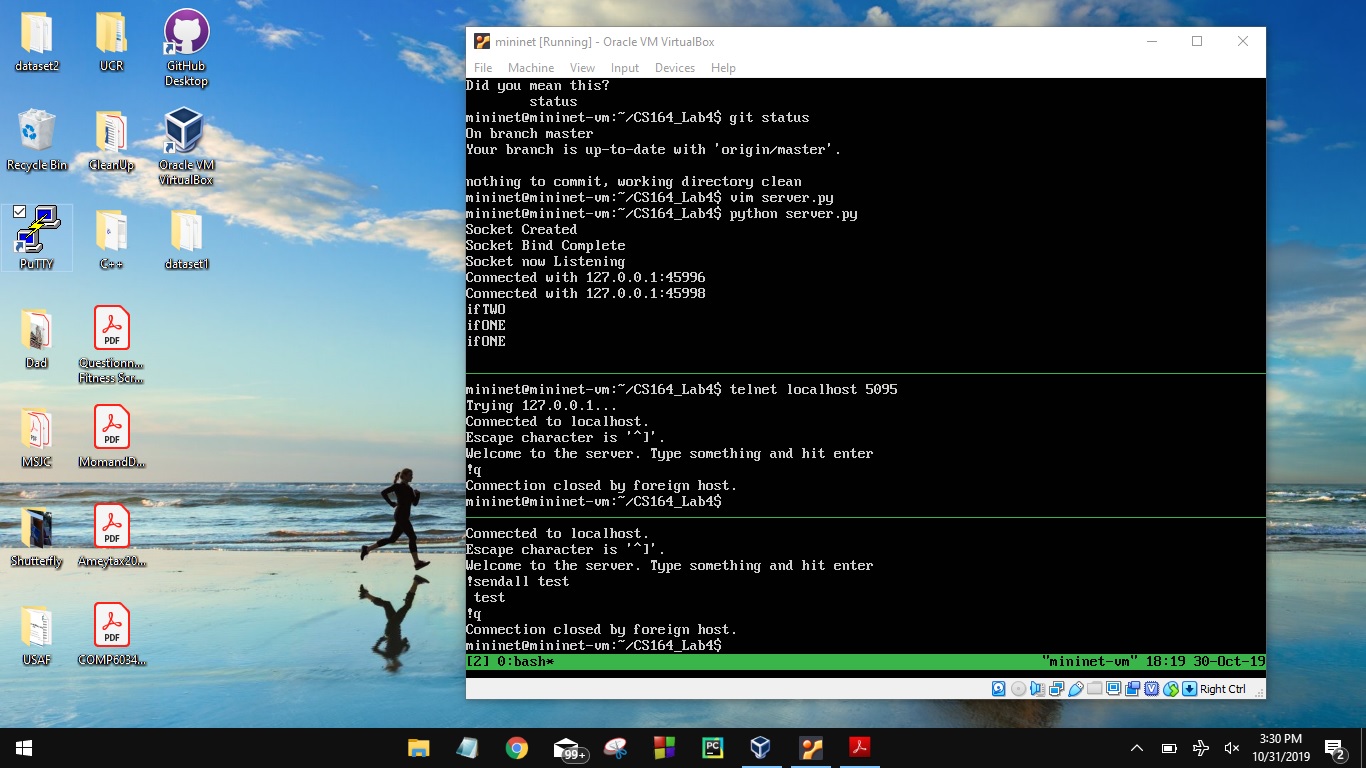 dataset2
UCR
GitHub
Desktop
Recycle Bin
CleanUp
Oracle VM
VirtualBox
PuTTY
C++
dataset1
Dad
PDF
Questionn...
Fitness Scr...
MSJC
PDF
MomandD...
Shutterfly
PDF
Ameytax20...
USAF
PDF
COMP6034...
mininet [Running] - Oracle VM VirtualBox
File Machine View Input Devices Help
Did you mean this?
status
mininet@mininet-vm:~/CS164_Lab4$ git status
On branch master
Your branch is up-to-date with 'origin/master'.
nothing to commit, working directory clean
mininet@mininet-vm:~/CS164_Lab4$ vim server.py
mininet@mininet-vm:~/CS164_Lab4$ python server.py
Socket Created
Socket Bind Complete
Socket now Listening
Connected with 127.0.0.1:45996
Connected with 127.0.0.1:45998
ifTWO
ifONE
ifONE
mininet@mininet-vm:~/CS164_Lab4$ telnet localhost 5095
Trying 127.0.0.1...
Connected to localhost.
Escape character is '^]'.
Welcome to the server. Type something and hit enter
!q
Connection closed by foreign host.
mininet@mininet-vm:~/CS164_Lab4$
Connected to localhost.
Escape character is '^]'.
Welcome to the server. Type something and hit enter
!sendall test
test
!q
Connection closed by foreign host.
mininet@mininet-vm:~/CS164_Lab4$
[2] 0:bash* "mininet-vm" 18:19 30-Oct-19
Right Ctrl
99+
PC
3:30 PM
10/31/2019
2